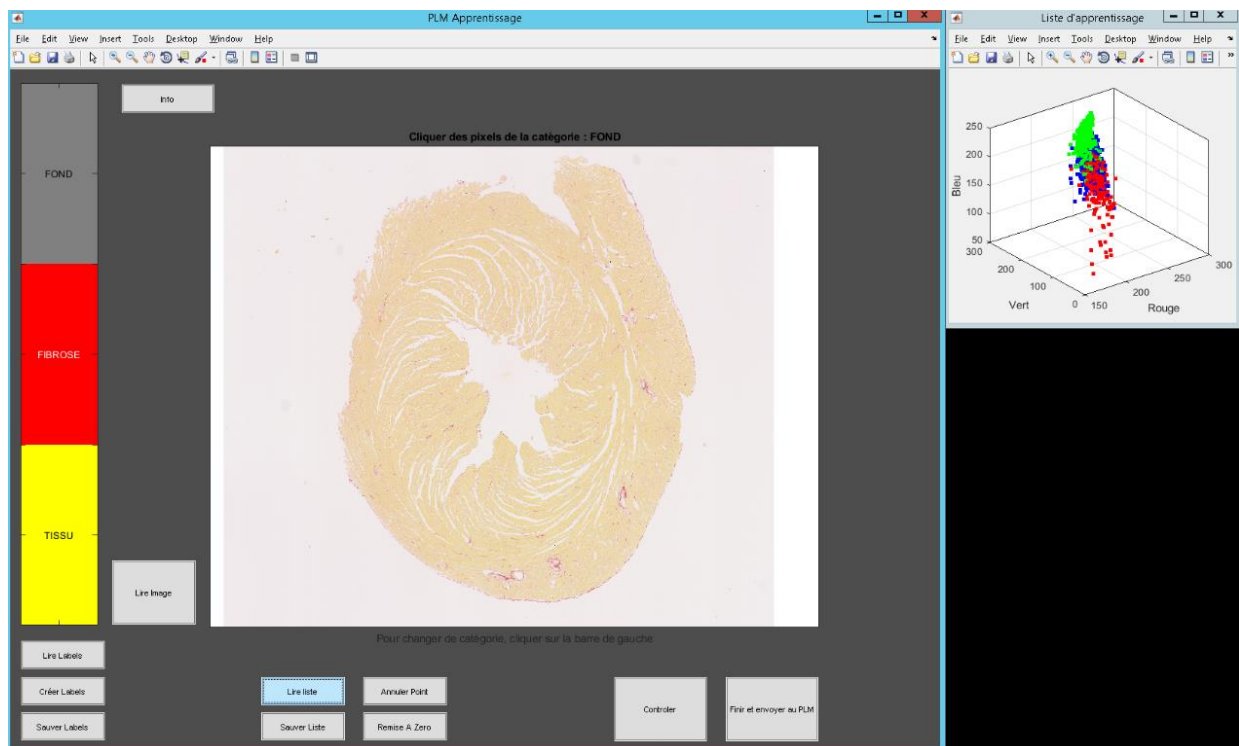 PLM Apprentissage
File Edit View Insert Tools Desktop Window Help
Info
Cliquer des pixels de la catègorie : FOND
FOND
FIBROSE
TISSU
Lire Image
Pour changer de catégorie, cliquer sur la barre de gauche
Lire Labels
Créer Labels
Sauver Labels
Lire liste
Annuler Point
Sauver Liste
Remise A Zero
Controler
Finir et envoyer au PLM
Liste d'apprentissage
File Edit View Insert Tools Desktop Window Help
250
200
150
100
50
Bleu
300
200
100
0
Vert
150
200
250
300
Rouge